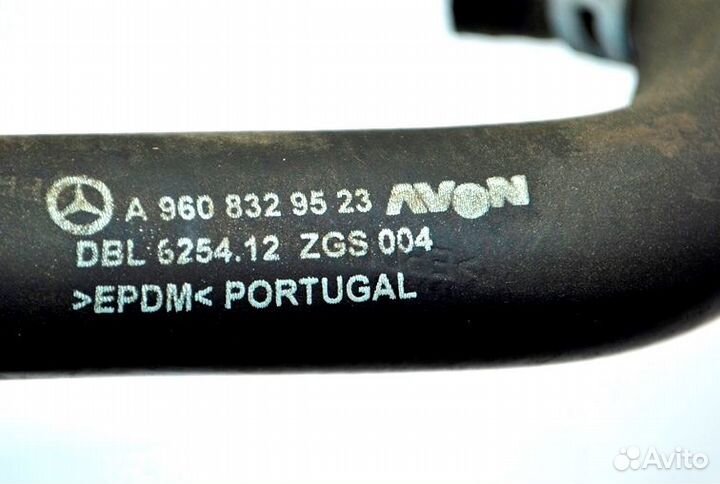 A 960 832 95 23 AVON
DBL 6254.12 ZGS 004
>EPDM< PORTUGAL
Avito